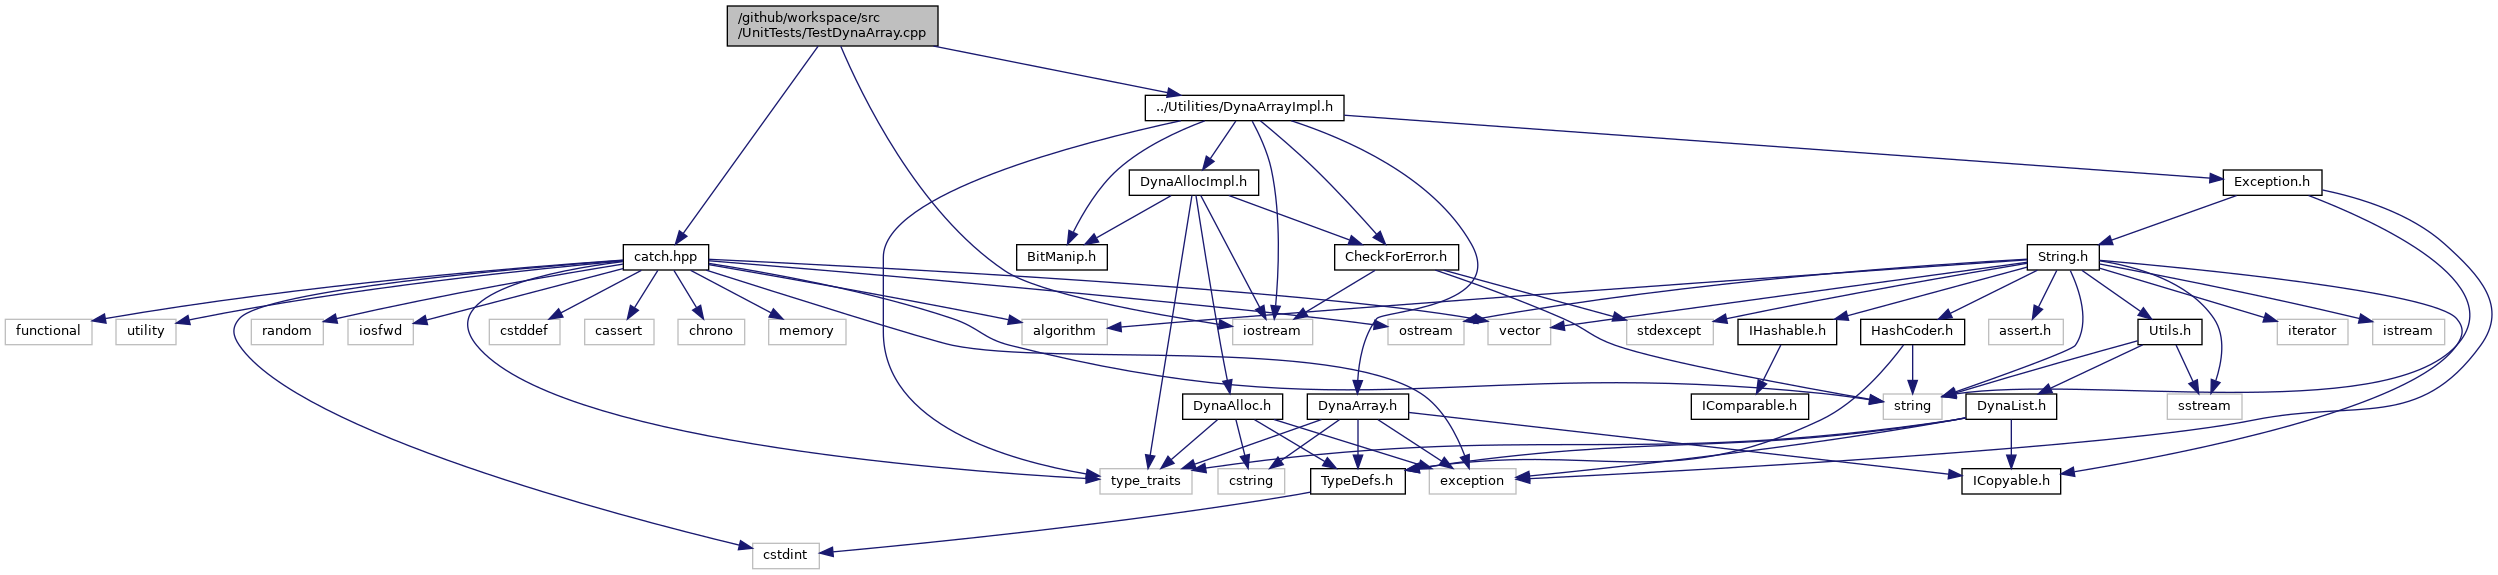 /github/workspace/src
/UnitTests/TestDynaArray.cpp
../Utilities/DynaArrayImpl.h
DynaAllocImpl.h
Exception.h
catch.hpp
BitManip.h
CheckForError.h
String.h
functional
utility
random
iosfwd
cstddef
cassert
chrono
memory
algorithm
iostream
ostream
vector
stdexcept
IHashable.h
HashCoder.h
assert.h
Utils.h
iterator
istream
DynaAlloc.h
DynaArray.h
IComparable.h
string
DynaList.h
sstream
type_traits
cstring
TypeDefs.h
exception
ICopyable.h
cstdint